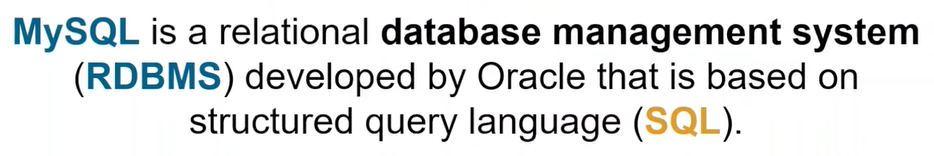 MySQL is a relational database management system
(RDBMS) developed by Oracle that is based on
structured query language (SQL).